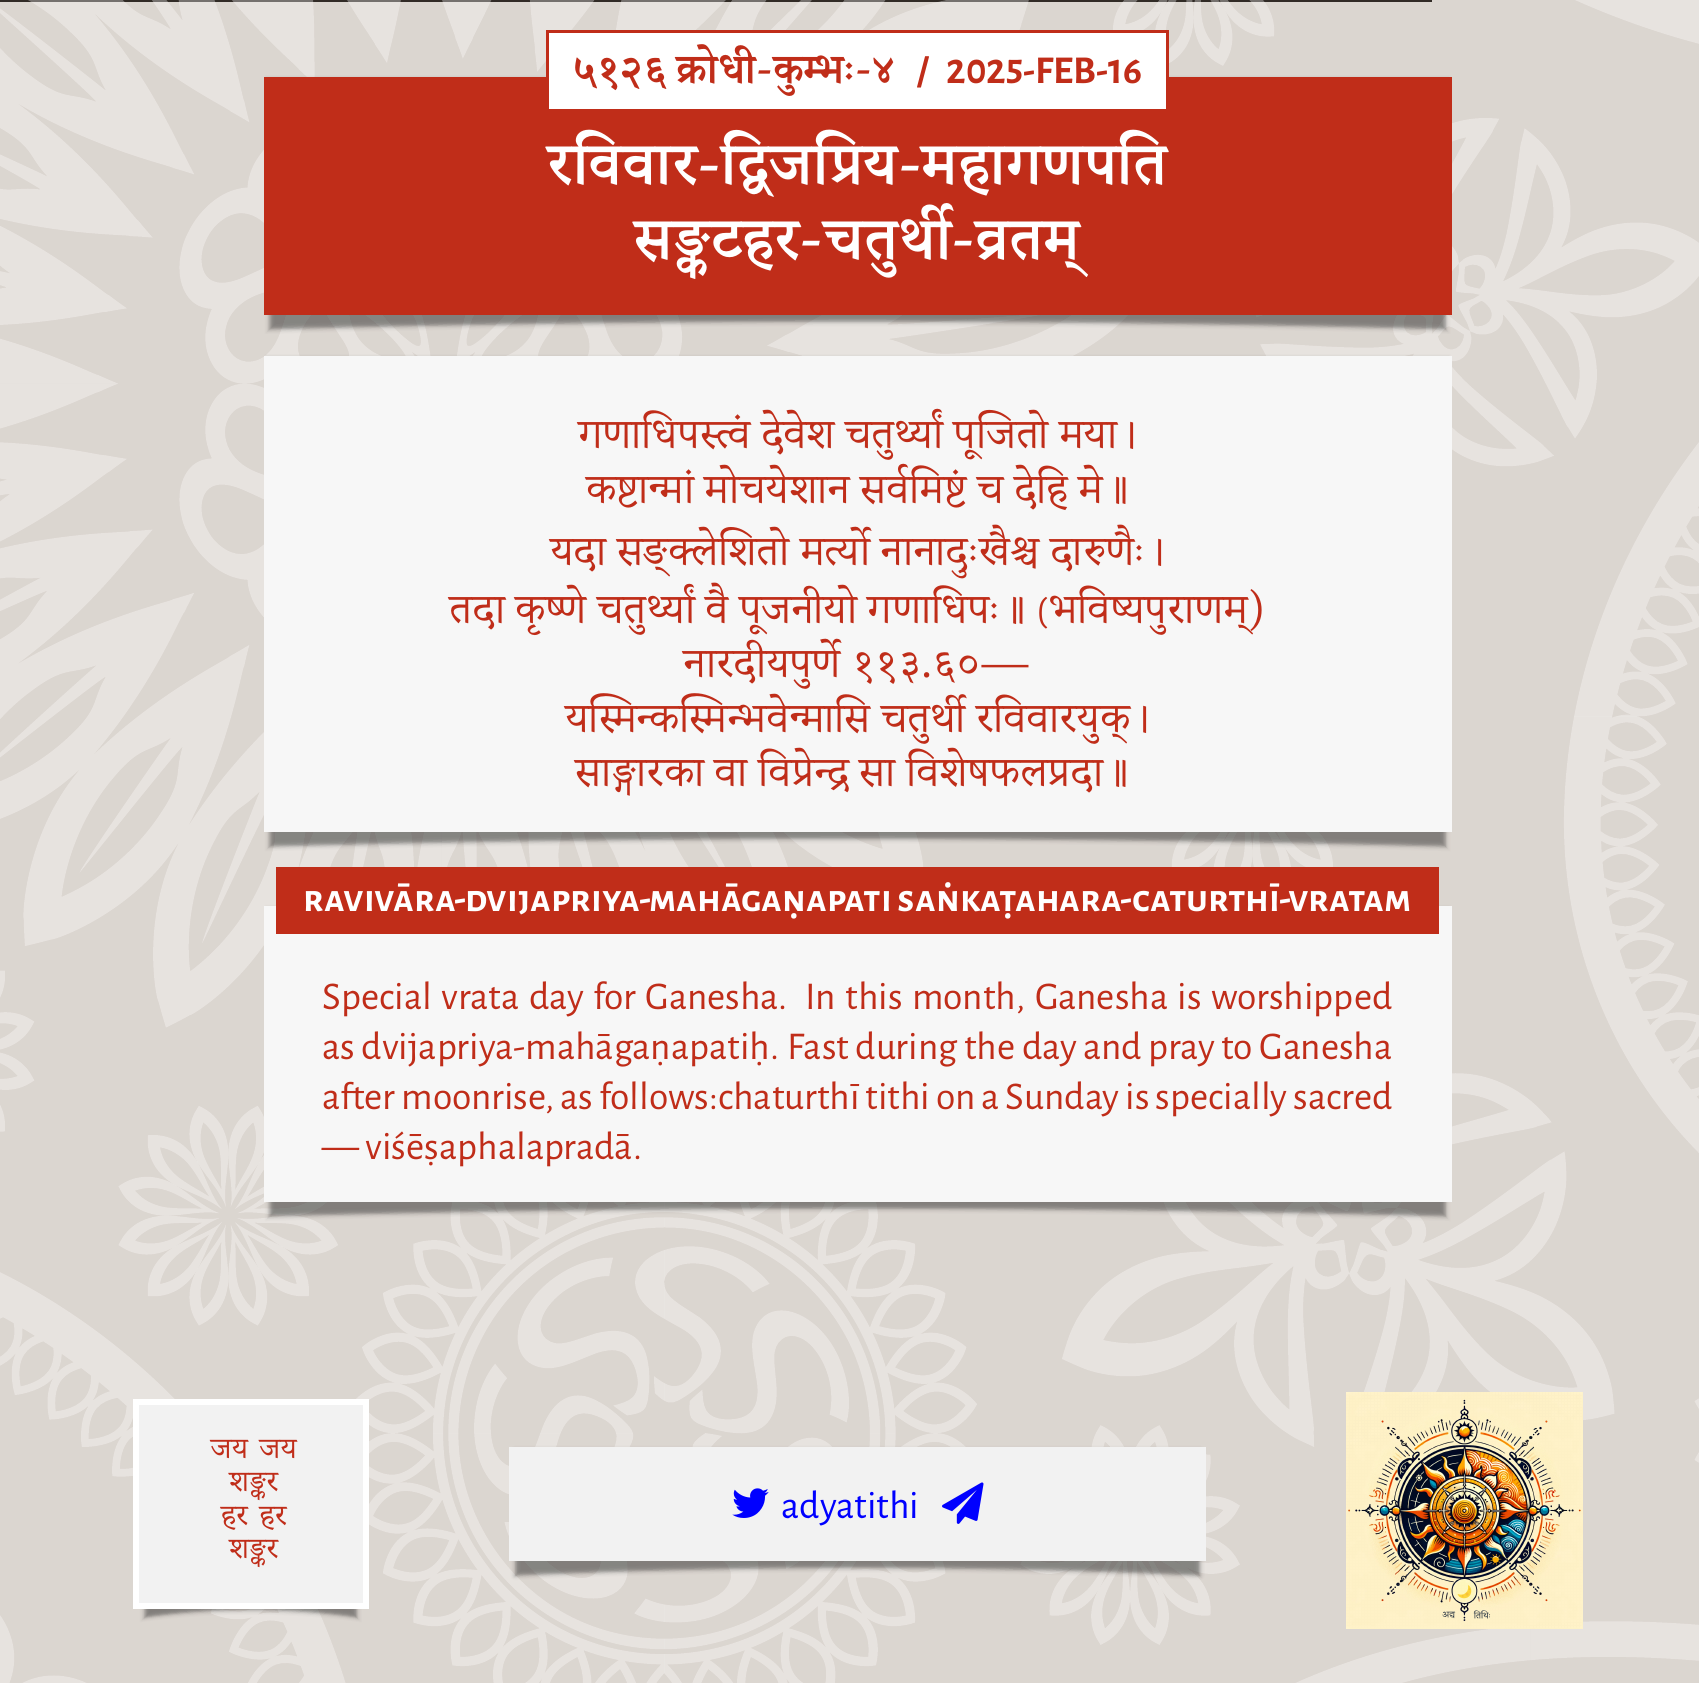 ५१२६ क्रोधी-कुम्भः-४ / 2025-FEB-16
रविवार-द्विजप्रिय-महागणपति
सङ्कटहर-चतुर्थी-व्रतम्
गणाधिपस्त्वं देवेश चतुर्थ्यां पूजितो मया।
कष्टान्मां मोचयेशान सर्वमिष्टं च देहि मे॥
यदा सङ्क्लेशितो मर्त्यो नानादुःखैश्च दारुणैः।
तदा कृष्णे चतुर्थ्यां वै पूजनीयो गणाधिपः॥ (भविष्यपुराणम्)
नारदीयपुर्णे ११३.६०—
यस्मिन्कस्मिन्भवेन्मासि चतुर्थी रविवारयुक्।
साङ्गारका वा विप्रेन्द्र सा विशेषफलप्रदा॥
RAVIVĀRA-DVIJAPRIYA-MAHĀGAṆAPATI SAṄKAṬAHARA-CATURTHĪ-VRATAM
Special vrata day for Ganesha. In this month, Ganesha is worshipped
as dvijapriya-mahāgaṇapatiḥ. Fast during the day and pray to Ganesha
after moonrise, as follows:chaturthī tithi on a Sunday is specially sacred
— viśēṣaphalapradā.
जय जय
शङ्कर
हर हर
शङ्कर
adyatithi
अद्य तिथिः